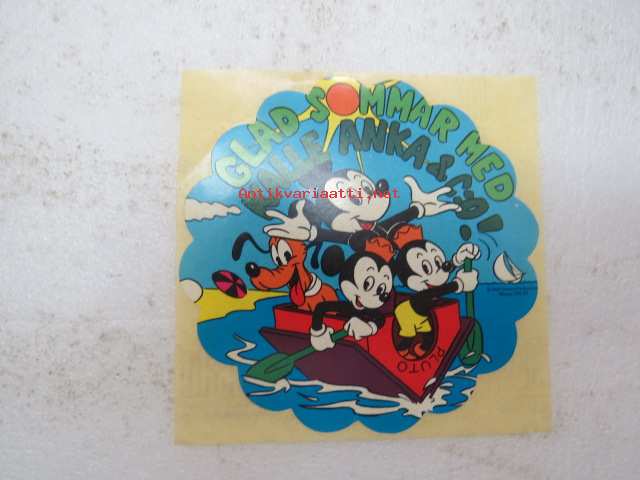 GLAD SOMMAR MED
KALLE ANKA & C:O!
Antikvariaatti.net
PLUTO